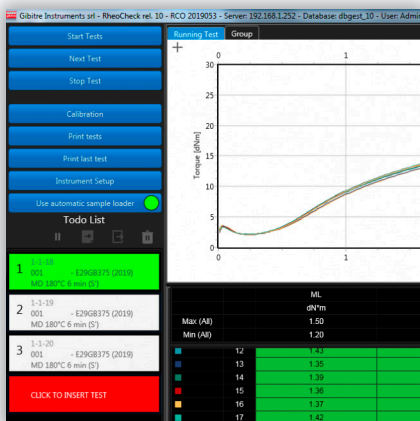 Gibitre Instruments srl - RheoCheck rel. 10 - RCO 2019053 - Server: 192.168.1.252 - Database: dbgest_10 - User: Admin
Start Tests
Next Test
Stop Test
Calibration
Print tests
Print last test
Instrument Setup
Use automatic sample loader
Todo List
1
1-1-18
001 - E29GB375 (2019)
MD 180°C 6 min (S')
2
1-1-19
001 - E29GB375 (2019)
MD 180°C 6 min (S')
3
1-1-20
001 - E29GB375 (2019)
MD 180°C 6 min (S')
CLICK TO INSERT TEST
Running Test Group
+
0 1
30
25
20
15
10
5
0
Torque [dNm]
0 1
ML
dN*m
Max (All) 1.50
Min (All) 1.20
12 1.43
13 1.35
14 1.39
15 1.36
16 1.37
17 1.42